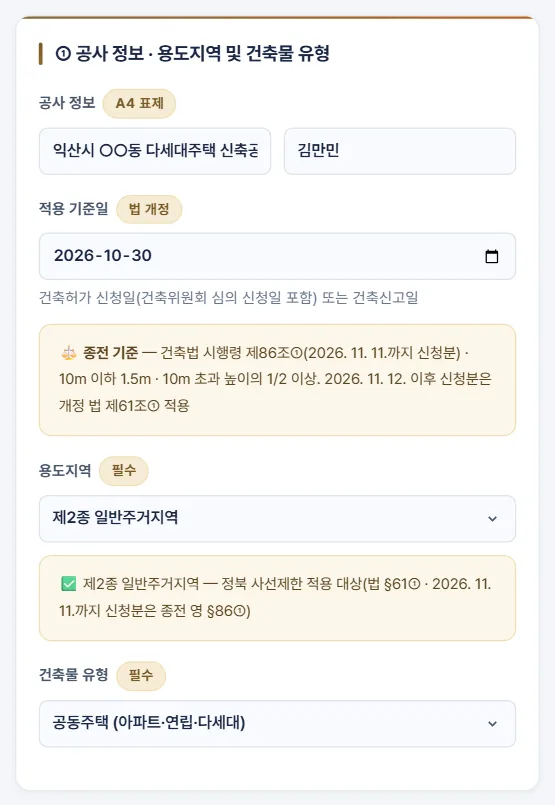 ① 공사 정보 · 용도지역 및 건축물 유형
공사 정보 A4 표제
익산시 〇〇동 다세대주택 신축공
김만민
적용 기준일 법 개정
2026-10-30
건축허가 신청일(건축위원회 심의 신청일 포함) 또는 건축신고일
⚖️ 종전 기준 — 건축법 시행령 제86조①(2026. 11. 11.까지 신청분) ·
10m 이하 1.5m · 10m 초과 높이의 1/2 이상. 2026. 11. 12. 이후 신청분은
개정 법 제61조① 적용
용도지역 필수
제2종 일반주거지역
✅ 제2종 일반주거지역 — 정북 사선제한 적용 대상(법 §61① · 2026. 11.
11.까지 신청분은 종전 영 §86①)
건축물 유형 필수
공동주택 (아파트·연립·다세대)